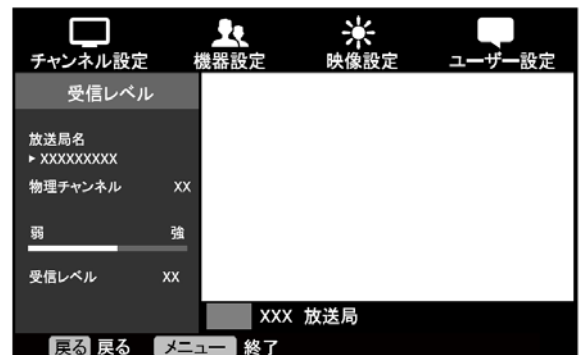 チャンネル設定 機器設定 映像設定 ユーザー設定
受信レベル
放送局名
▸ XXXXXXXXX
物理チャンネル XX
弱 強
受信レベル XX
XXX 放送局
戻る 戻る メニュー 終了